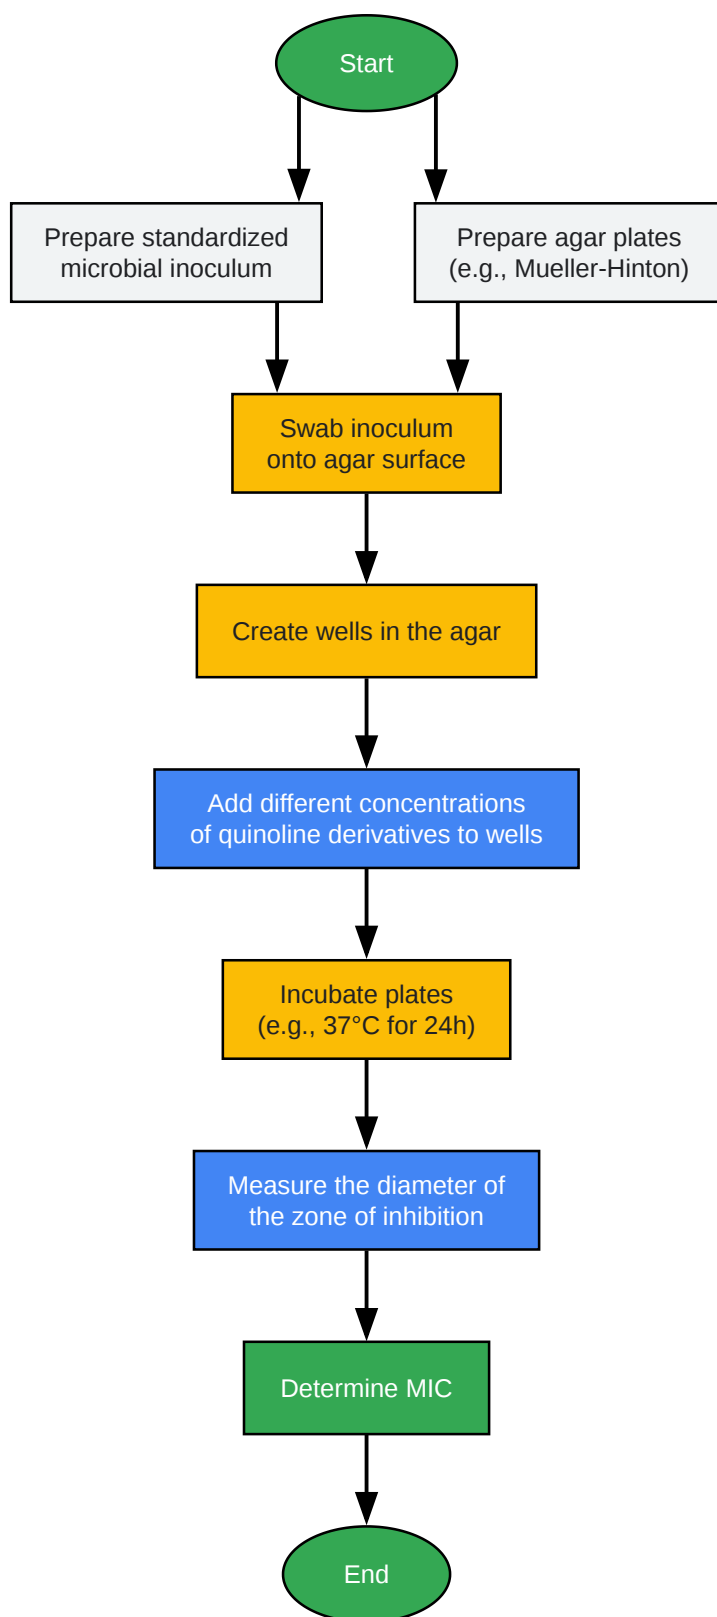 Start
Prepare standardized
microbial inoculum
Prepare agar plates
(e.g., Mueller-Hinton)
Swab inoculum
onto agar surface
Create wells in the agar
Add different concentrations
of quinoline derivatives to wells
Incubate plates
(e.g., 37°C for 24h)
Measure the diameter of
the zone of inhibition
Determine MIC
End